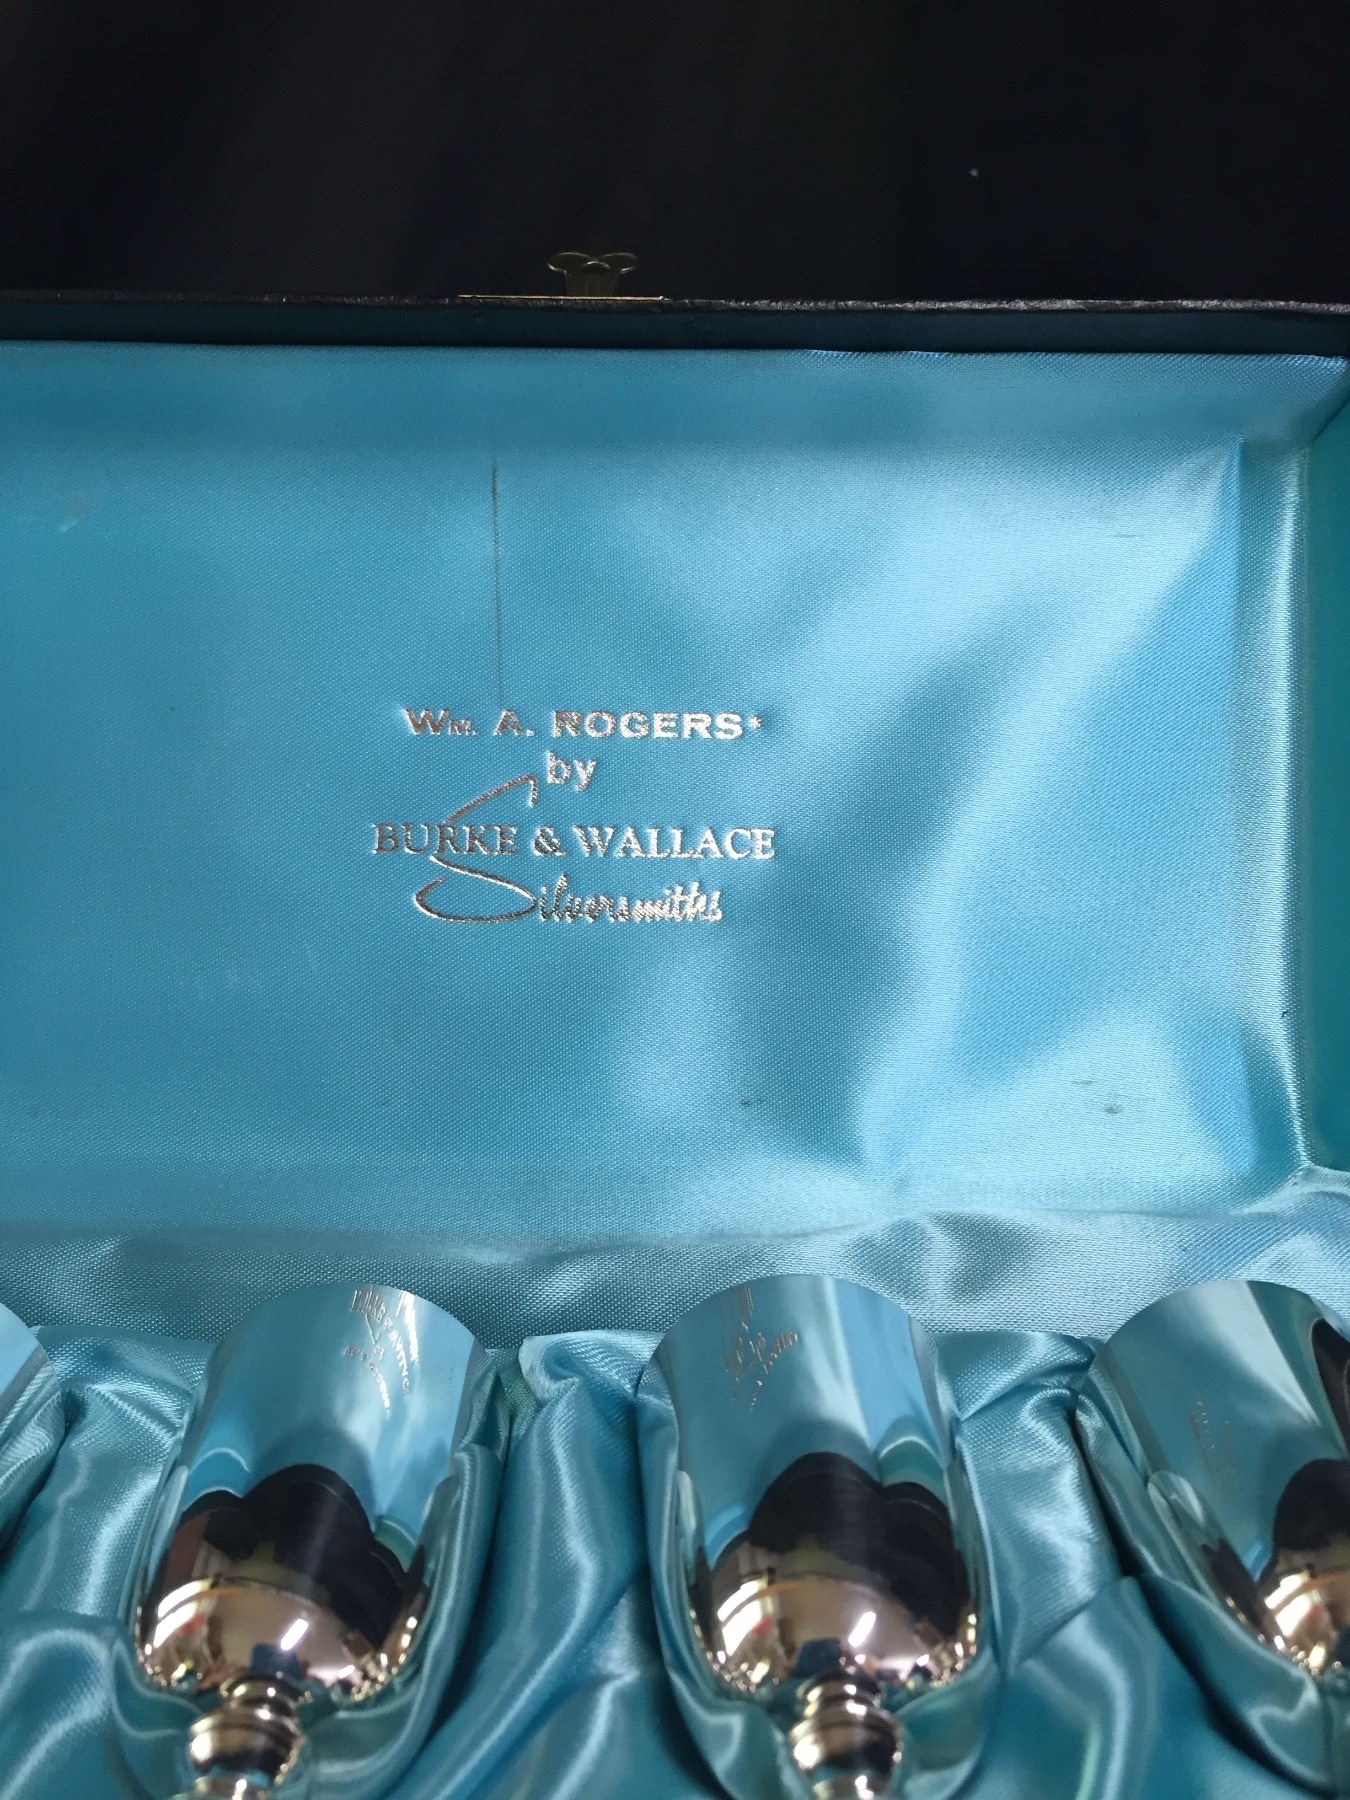 WM. A. ROGERS*
by
BURKE & WALLACE
Silversmiths